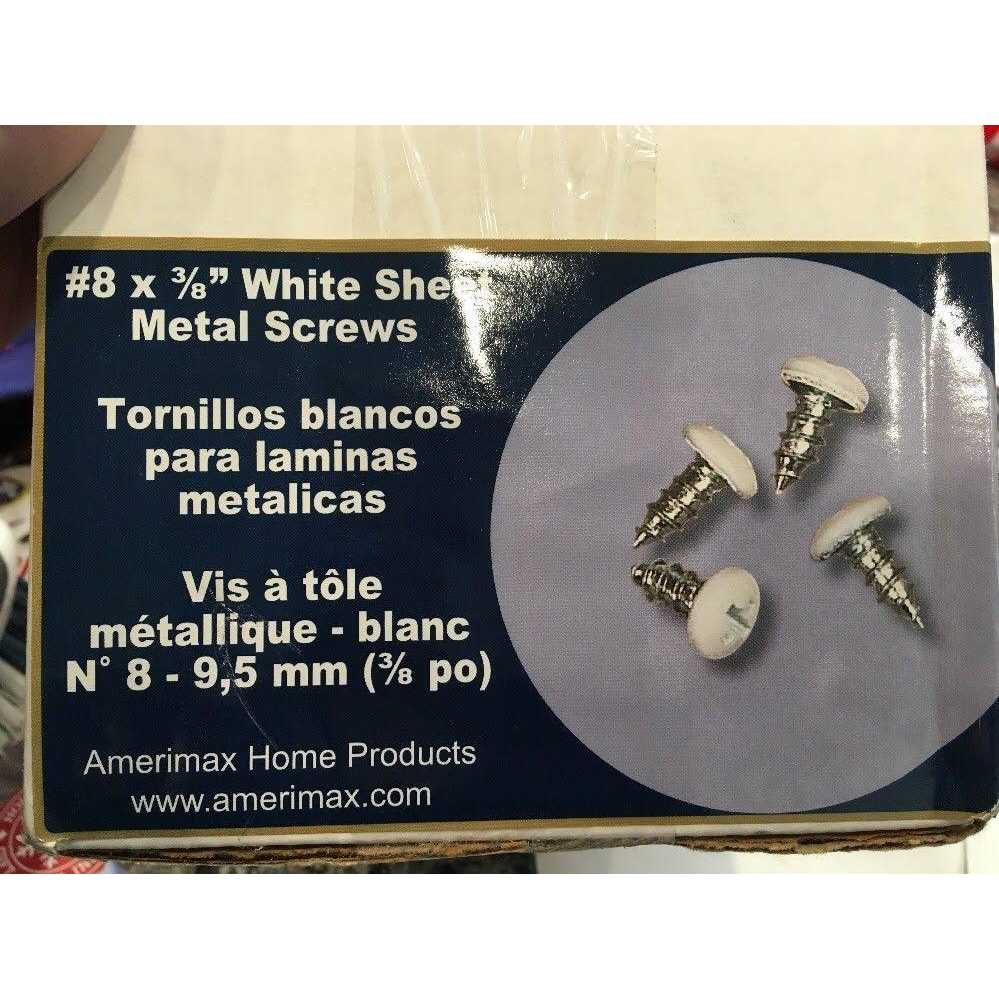 #8 x ⅜” White Sheet
Metal Screws
Tornillos blancos
para laminas
metalicas
Vis à tôle
métallique - blanc
N° 8 - 9,5 mm (⅜ po)
Amerimax Home Products
www.amerimax.com